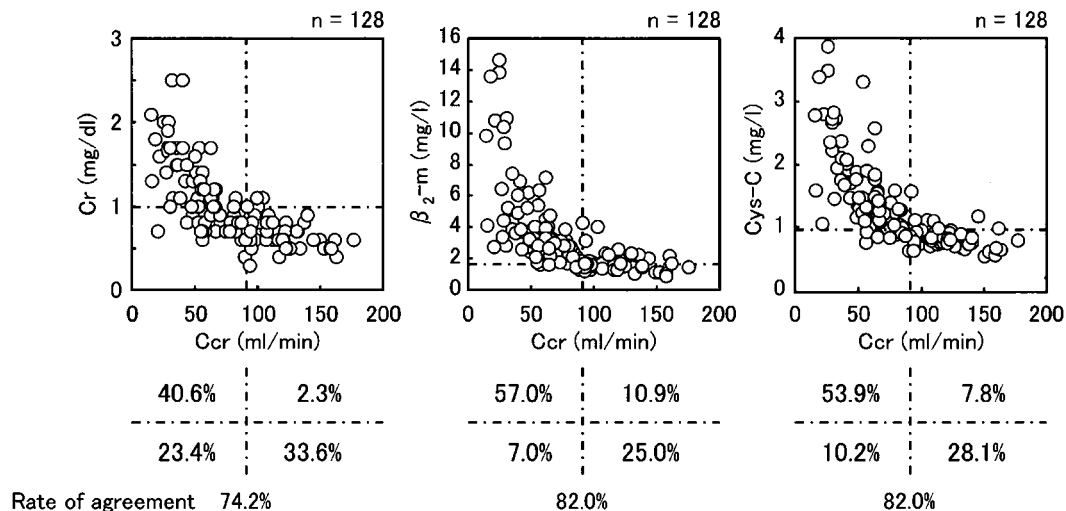 n = 128
n = 128
n = 128
Cr (mg/dl)
3
2
1
0
0 50 100 150 200
Ccr (ml/min)
β2-m (mg/l)
16
14
12
10
8
6
4
2
0
0 50 100 150 200
Ccr (ml/min)
Cys-C (mg/l)
4
3
2
1
0
0 50 100 150 200
Ccr (ml/min)
40.6% 2.3% 57.0% 10.9% 53.9% 7.8%
23.4% 33.6% 7.0% 25.0% 10.2% 28.1%
Rate of agreement 74.2% 82.0% 82.0%